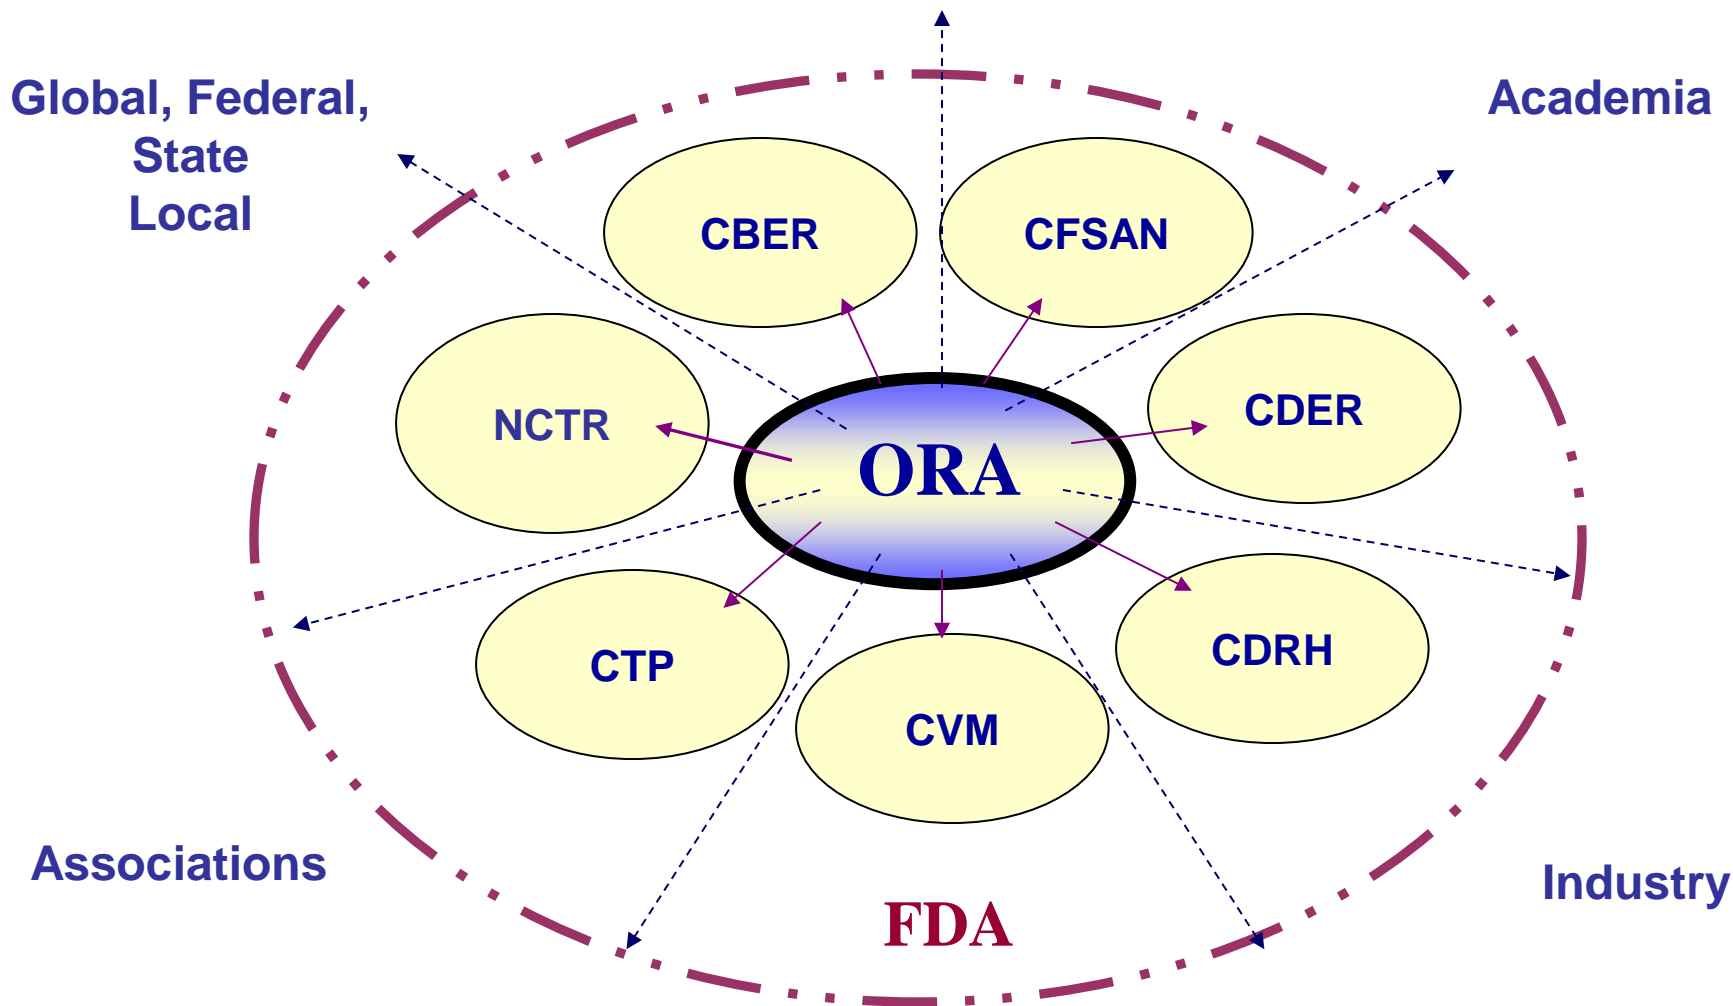 Global, Federal,
State
Local
Academia
CBER
CFSAN
NCTR
CDER
ORA
CTP
CDRH
CVM
Associations
Industry
FDA